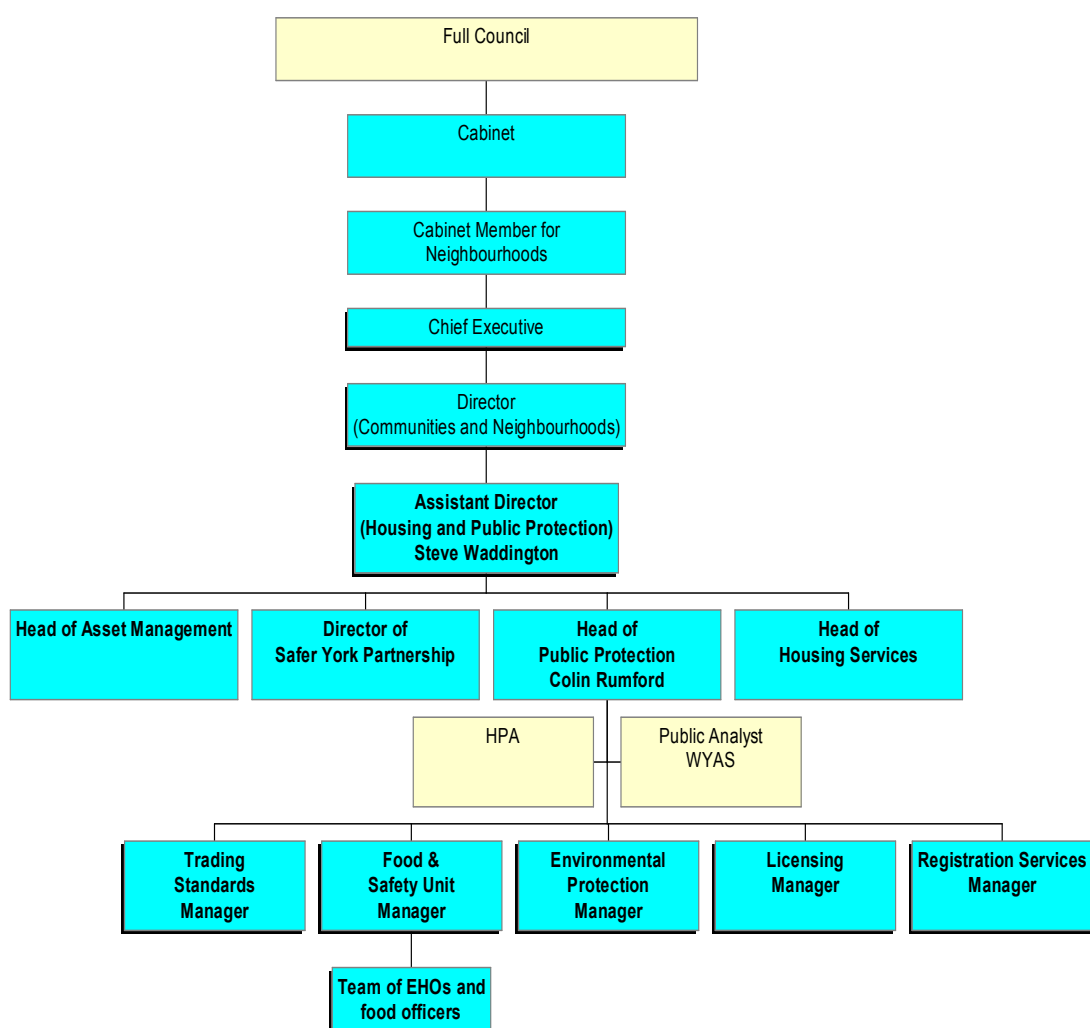 Full Council
Cabinet
Cabinet Member for
Neighbourhoods
Chief Executive
Director
(Communities and Neighbourhoods)
Assistant Director
(Housing and Public Protection)
Steve Waddington
Head of Asset Management
Director of
Safer York Partnership
Head of
Public Protection
Colin Rumford
Head of
Housing Services
HPA
Public Analyst
WYAS
Trading
Standards
Manager
Food &
Safety Unit
Manager
Environmental
Protection
Manager
Licensing
Manager
Registration Services
Manager
Team of EHOs and
food officers